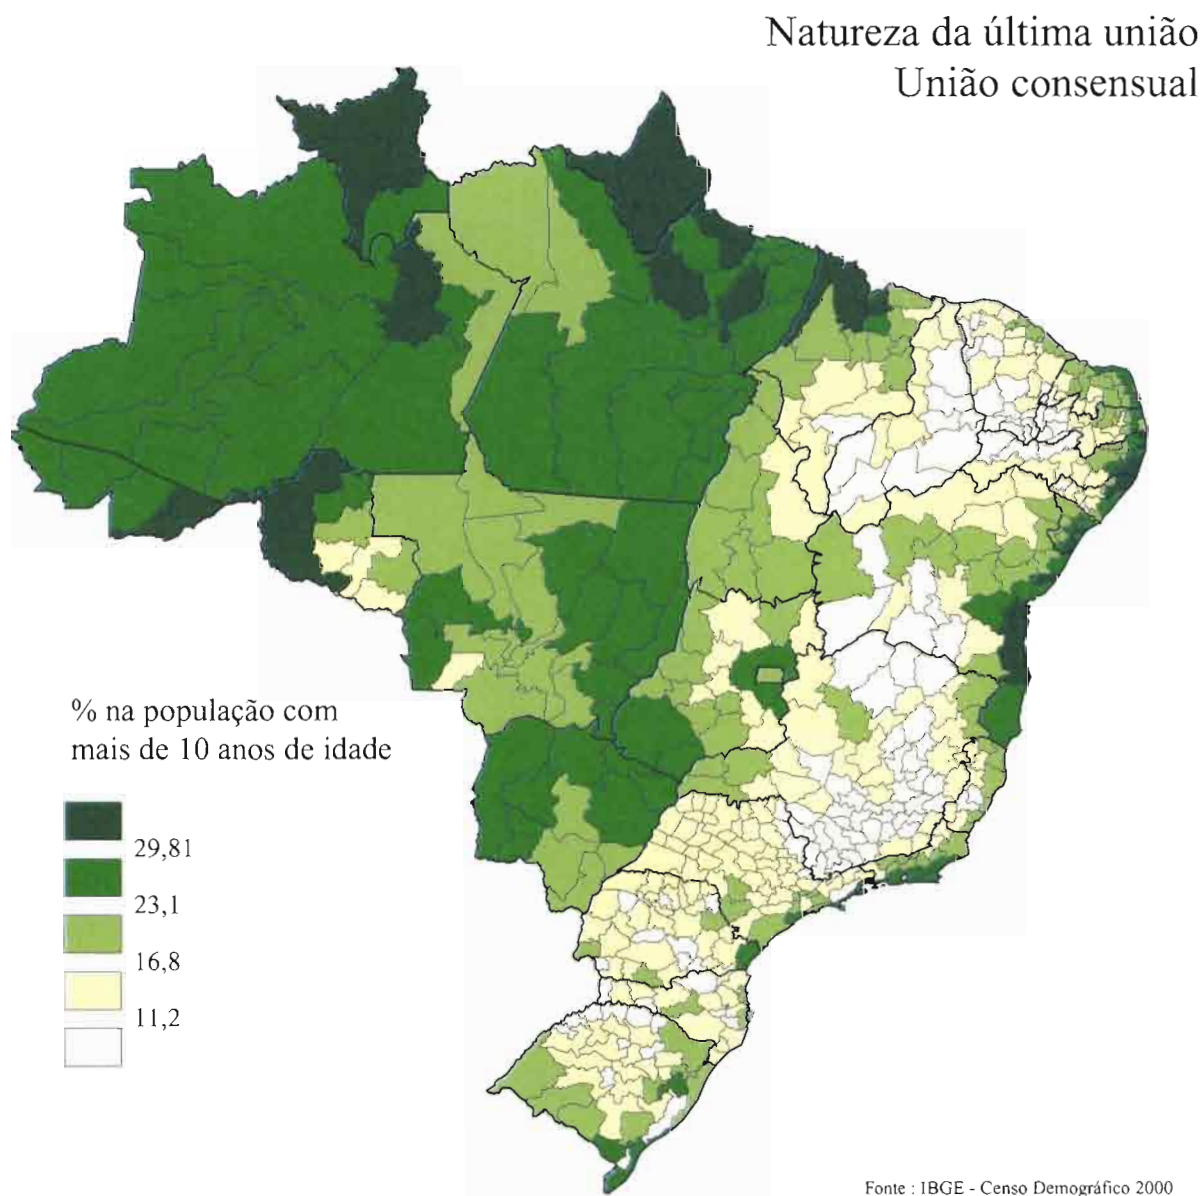 Natureza da última união
União consensual
% na população com
mais de 10 anos de idade
29,81
23,1
16,8
11,2
Fonte : IBGE - Censo Demográfico 2000